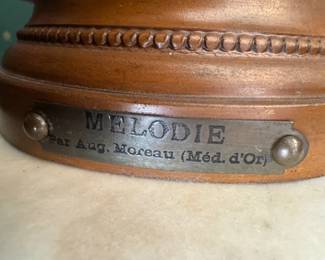 MELODIE
Par Aug. Moreau (Méd. d'Or)